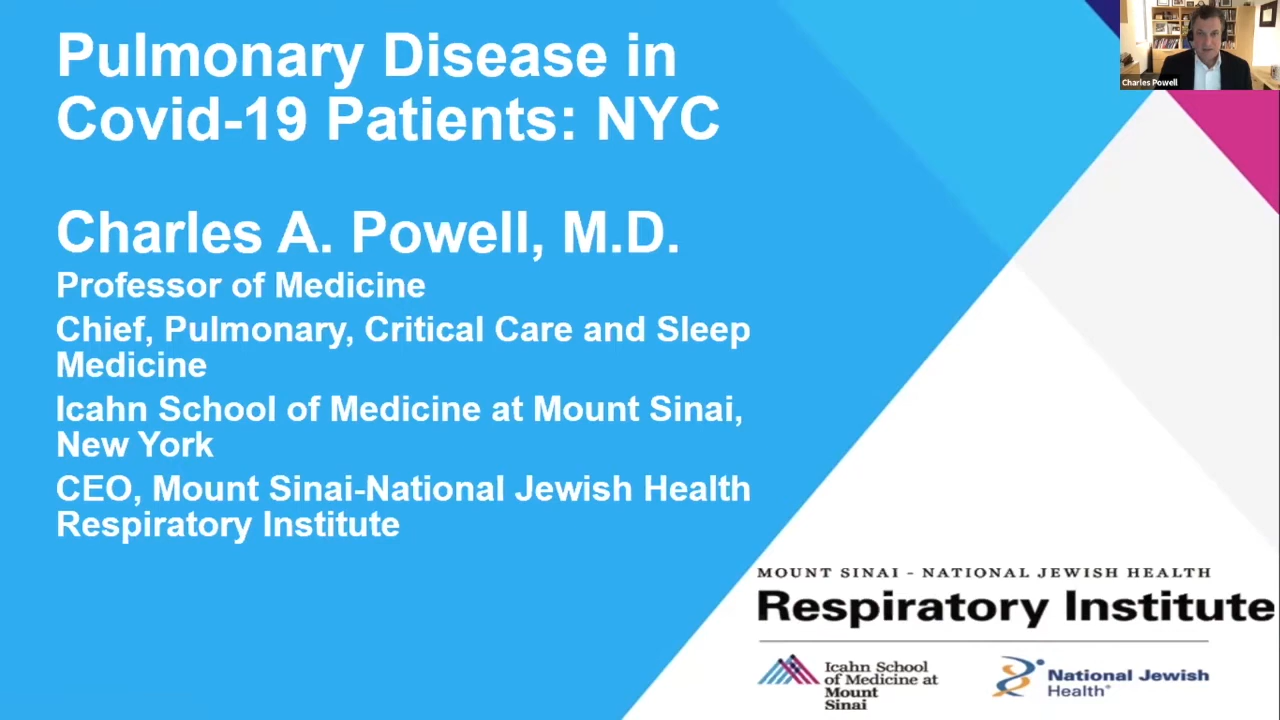 Pulmonary Disease in
Covid-19 Patients: NYC
Charles Powell
Charles A. Powell, M.D.
Professor of Medicine
Chief, Pulmonary, Critical Care and Sleep
Medicine
Icahn School of Medicine at Mount Sinai,
New York
CEO, Mount Sinai-National Jewish Health
Respiratory Institute
MOUNT SINAI - NATIONAL JEWISH HEALTH
Respiratory Institute
Icahn School
of Medicine at
Mount
Sinai
National Jewish
Health®